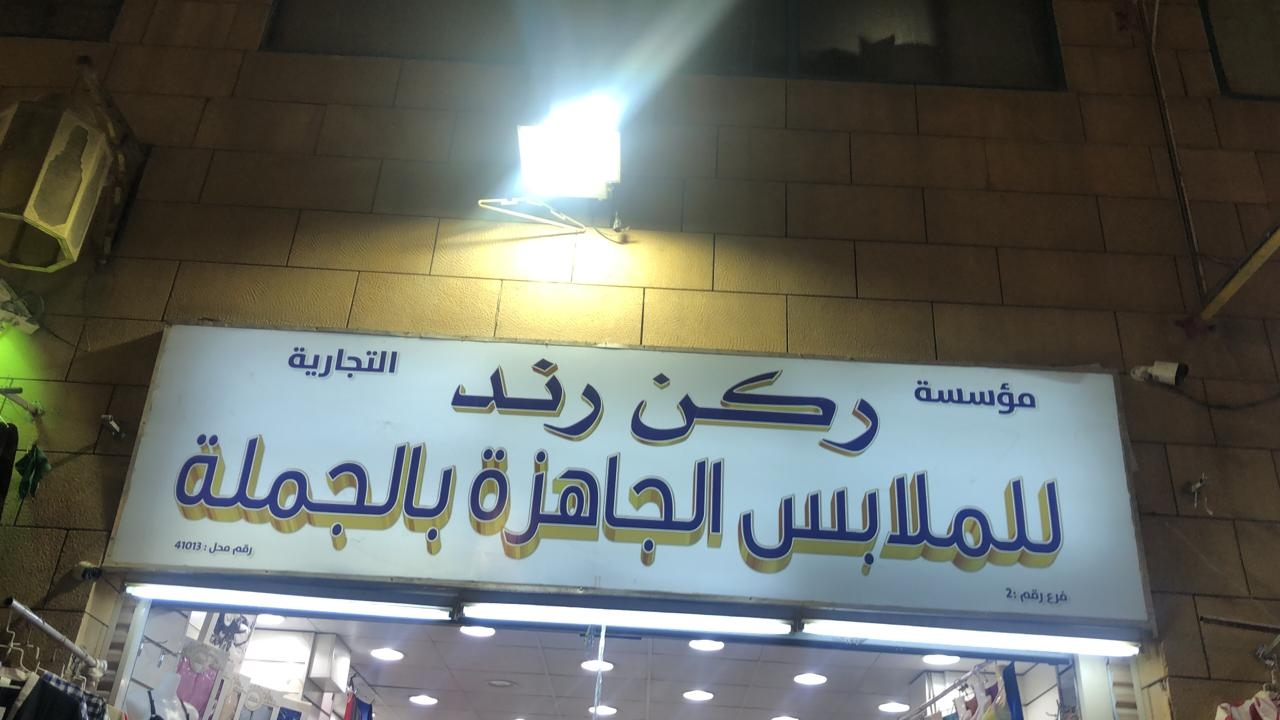 مؤسسة ركن رند التجارية
للملابس الجاهزة بالجملة
فرع رقم :2 رقم محل : 41013